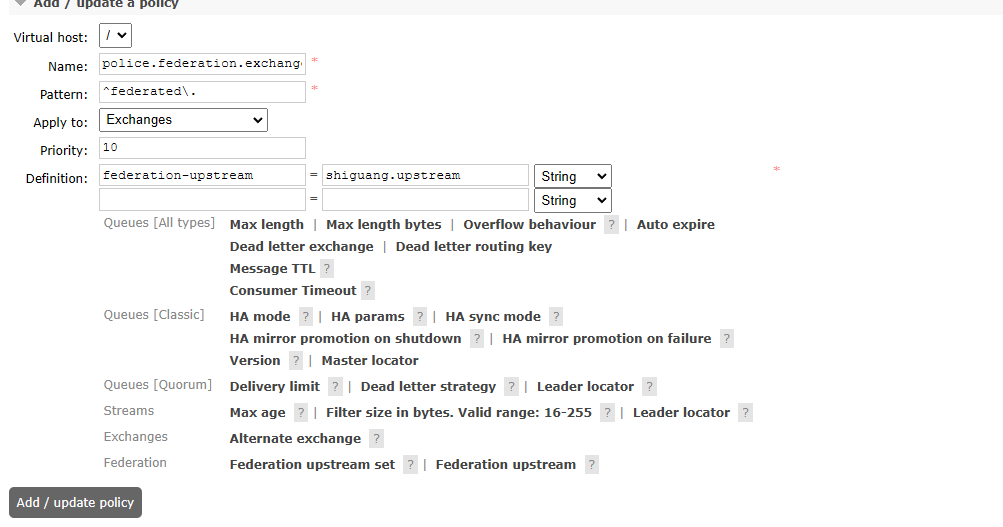 Add / update a policy
Virtual host: /
Name: police.federation.exchang *
Pattern: ^federated\. *
Apply to: Exchanges
Priority: 10
Definition: federation-upstream = shiguang.upstream String *
= String
Queues [All types] Max length | Max length bytes | Overflow behaviour ? | Auto expire
Dead letter exchange | Dead letter routing key
Message TTL ?
Consumer Timeout ?
Queues [Classic] HA mode ? | HA params ? | HA sync mode ?
HA mirror promotion on shutdown ? | HA mirror promotion on failure ?
Version ? | Master locator
Queues [Quorum] Delivery limit ? | Dead letter strategy ? | Leader locator ?
Streams Max age ? | Filter size in bytes. Valid range: 16-255 ? | Leader locator ?
Exchanges Alternate exchange ?
Federation Federation upstream set ? | Federation upstream ?
Add / update policy